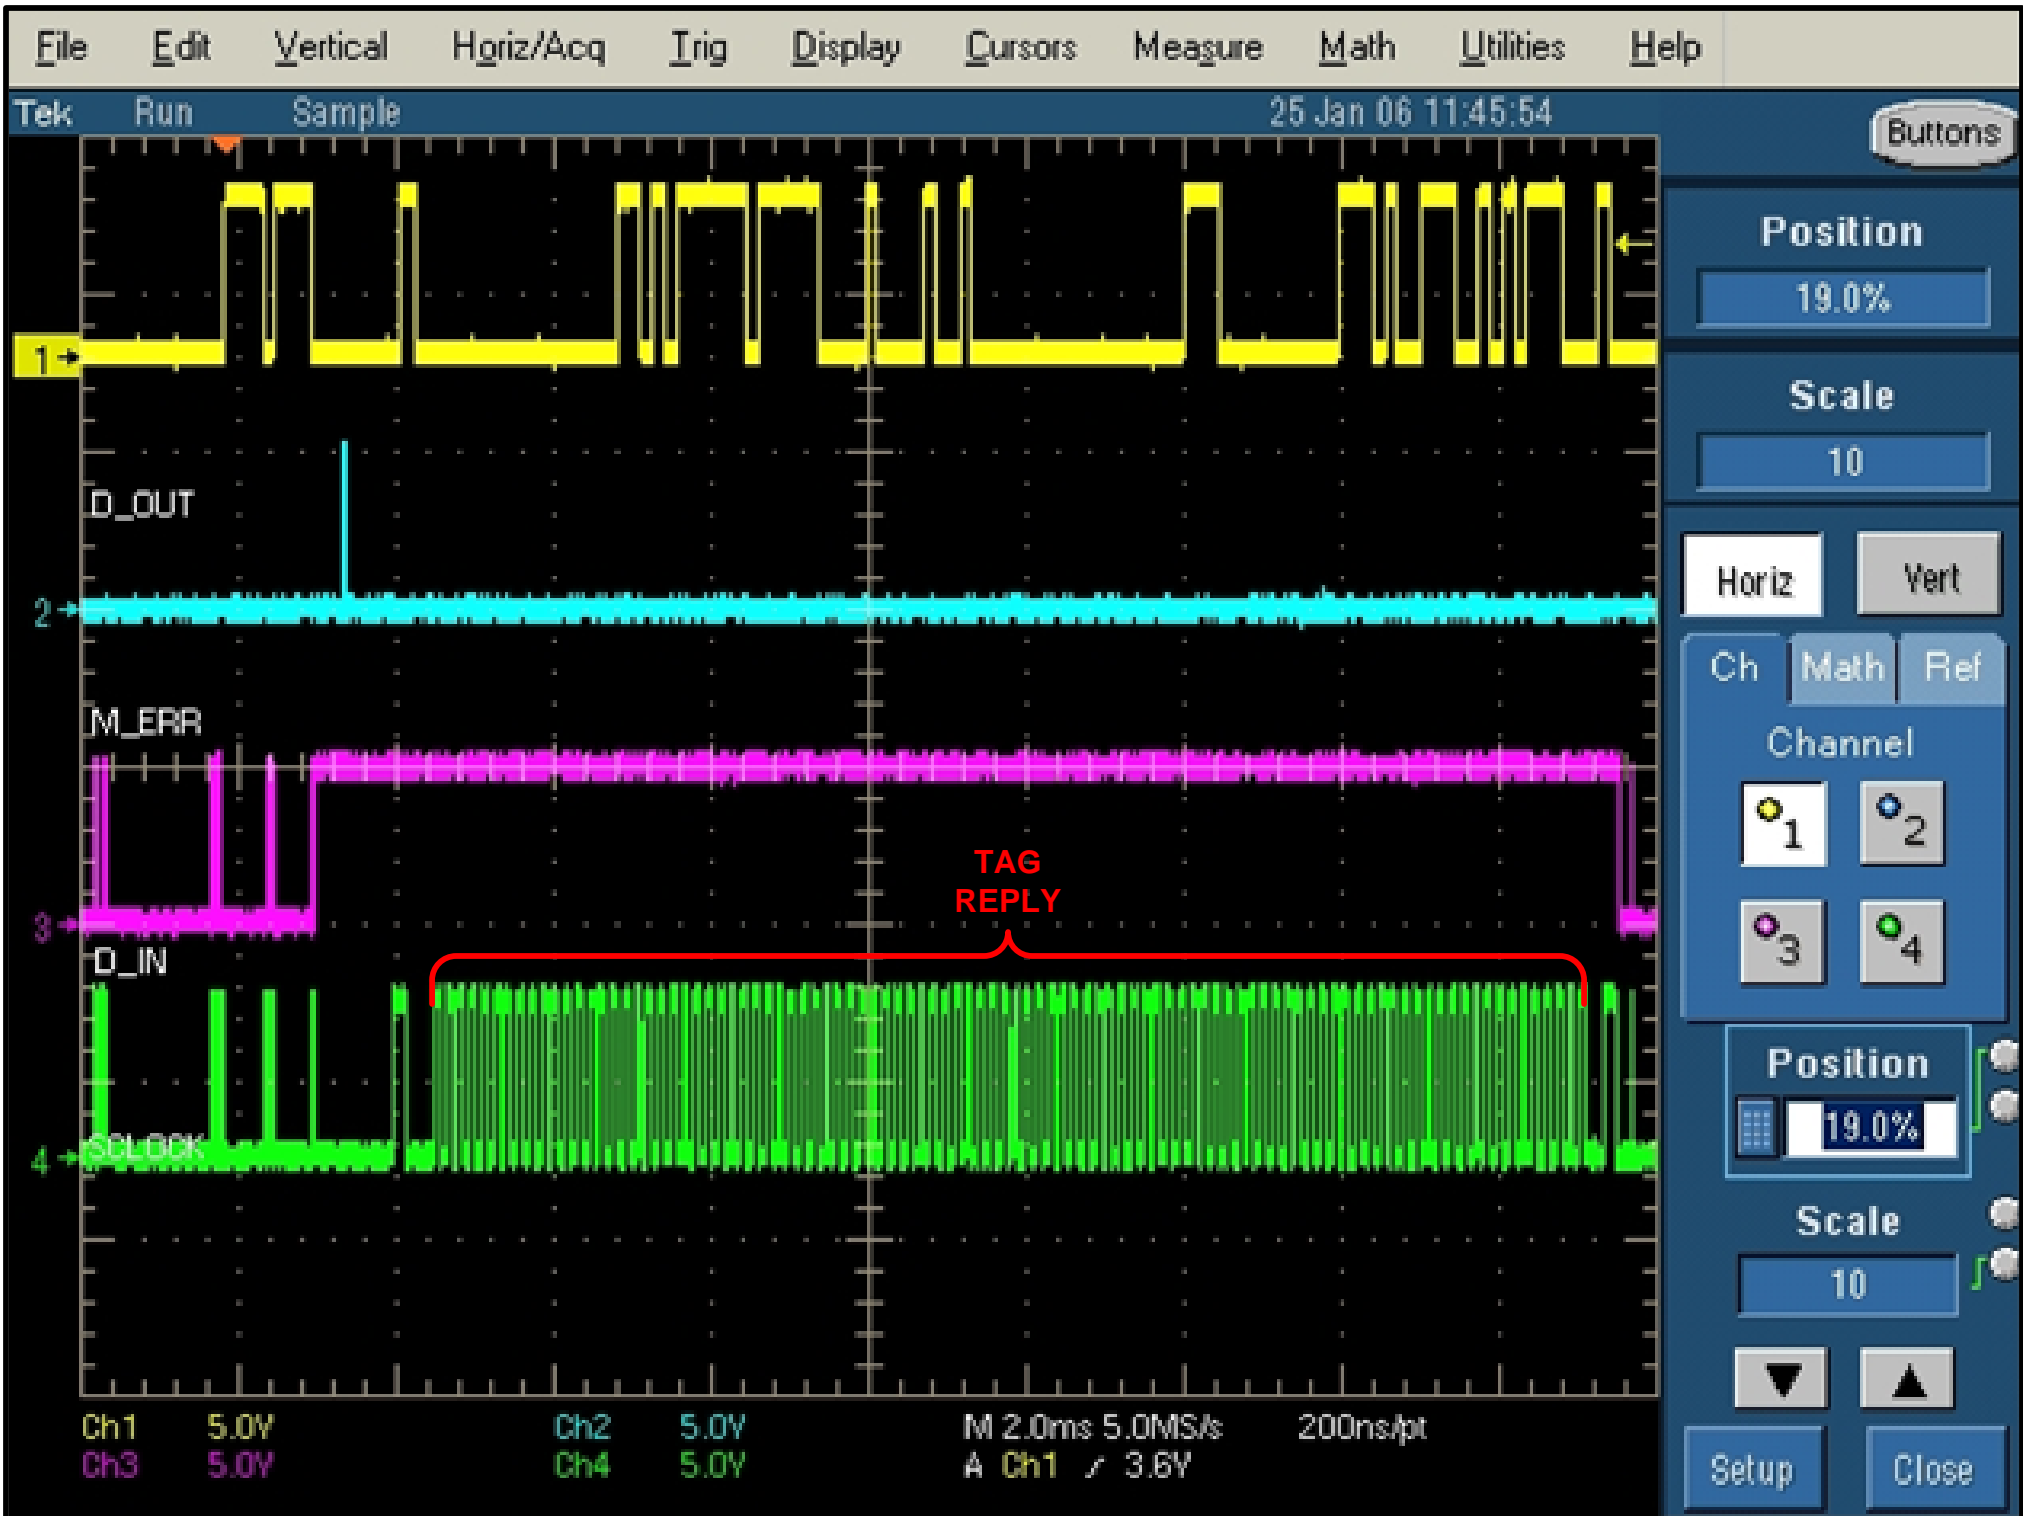 File Edit Vertical Horiz/Acq Trig Display Cursors Measure Math Utilities Help
Tek Run Sample 25 Jan 06 11:45:54
Buttons
Position
19.0%
Scale
10
Horiz Vert
Ch Math Ref
Channel
1 2
3 4
Position
19.0%
Scale
10
Setup Close
1
D_OUT
2
M_ERR
TAG
REPLY
3
D_IN
SCLOCK
4
Ch1 5.0V Ch2 5.0V M 2.0ms 5.0MS/s 200ns/pt
Ch3 5.0V Ch4 5.0V A Ch1 / 3.6V